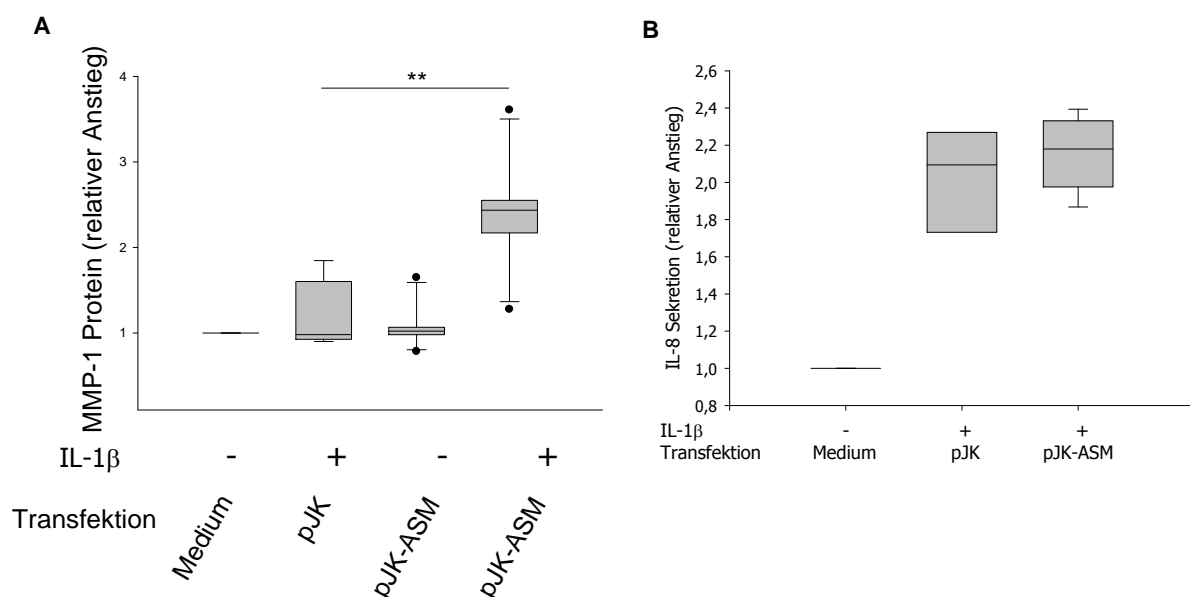 A
MMP-1 Protein (relativer Anstieg)
4
3
2
1
**
IL-1β - + - +
Transfektion Medium pJK pJK-ASM pJK-ASM
B
IL-8 Sekretion (relativer Anstieg)
2,6
2,4
2,2
2,0
1,8
1,6
1,4
1,2
1,0
0,8
IL-1β - + +
Transfektion Medium pJK pJK-ASM